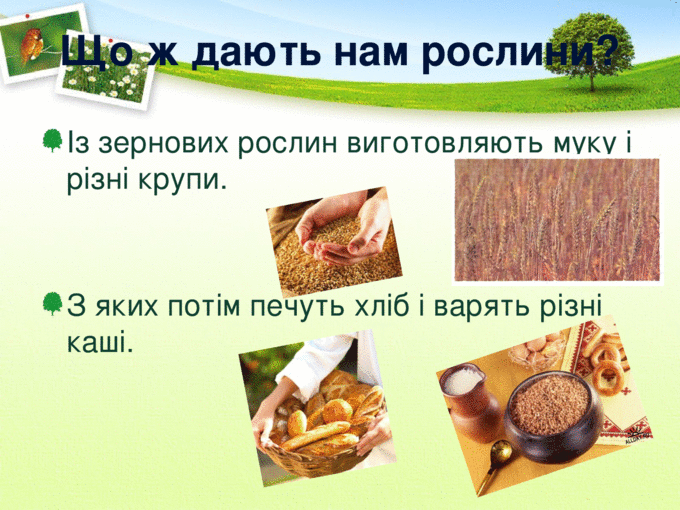 Що ж дають нам рослини?
Із зернових рослин виготовляють муку і
різні крупи.
З яких потім печуть хліб і варять різні
каші.